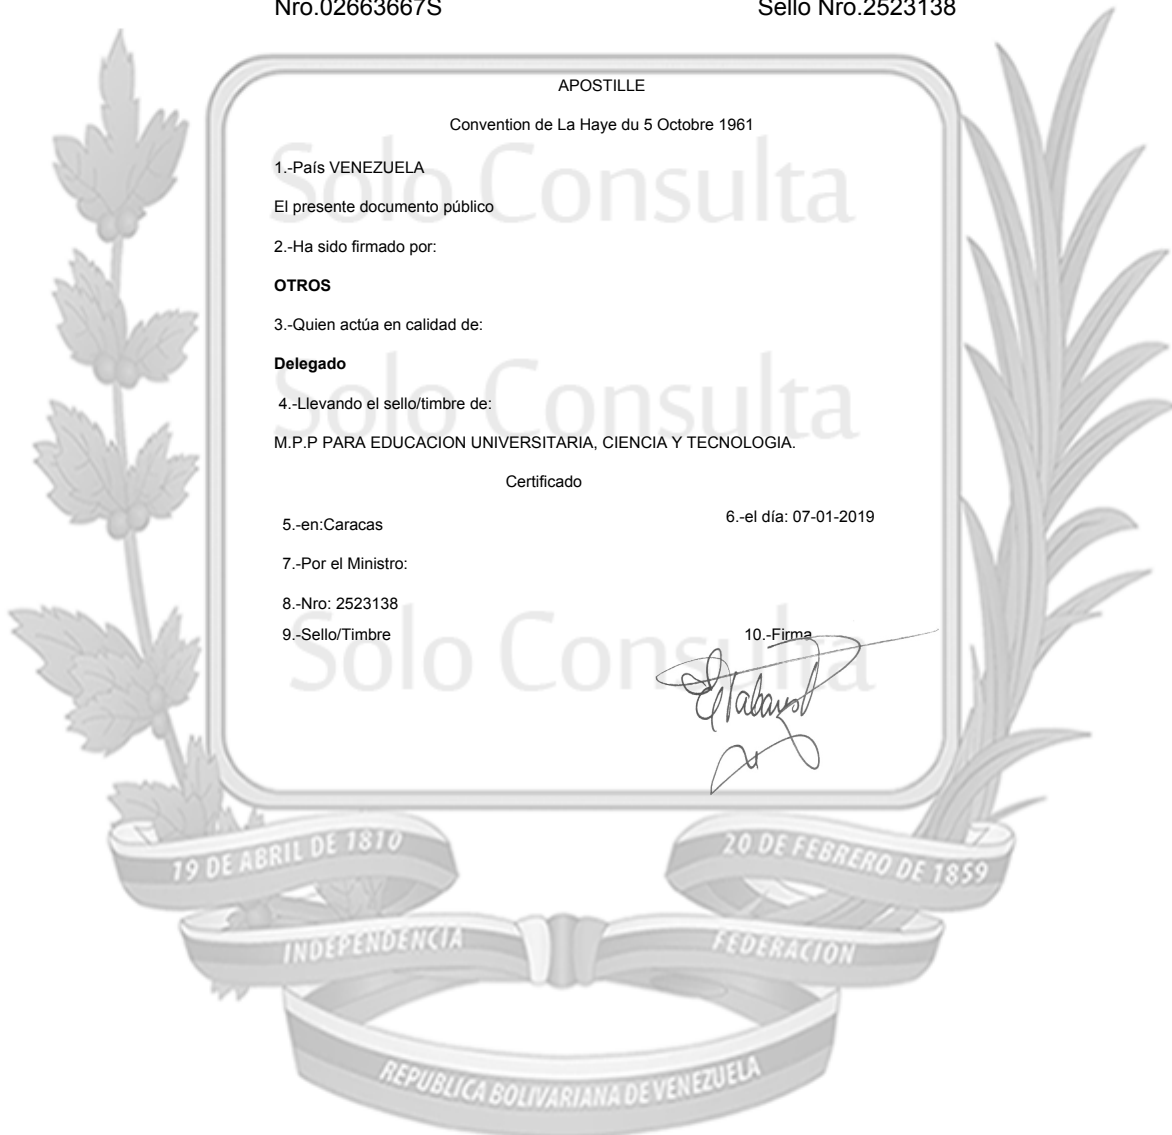 Nro.02663667S Sello Nro.2523138
APOSTILLE
Convention de La Haye du 5 Octobre 1961
Solo Consulta
1.-País VENEZUELA
El presente documento público
2.-Ha sido firmado por:
OTROS
3.-Quien actúa en calidad de:
Delegado
Solo Consulta
4.-Llevando el sello/timbre de:
M.P.P PARA EDUCACION UNIVERSITARIA, CIENCIA Y TECNOLOGIA.
Certificado
5.-en:Caracas 6.-el día: 07-01-2019
7.-Por el Ministro:
8.-Nro: 2523138
9.-Sello/Timbre 10.-Firma
Solo Consulta
19 DE ABRIL DE 1810 20 DE FEBRERO DE 1859
INDEPENDENCIA FEDERACION
REPUBLICA BOLIVARIANA DE VENEZUELA